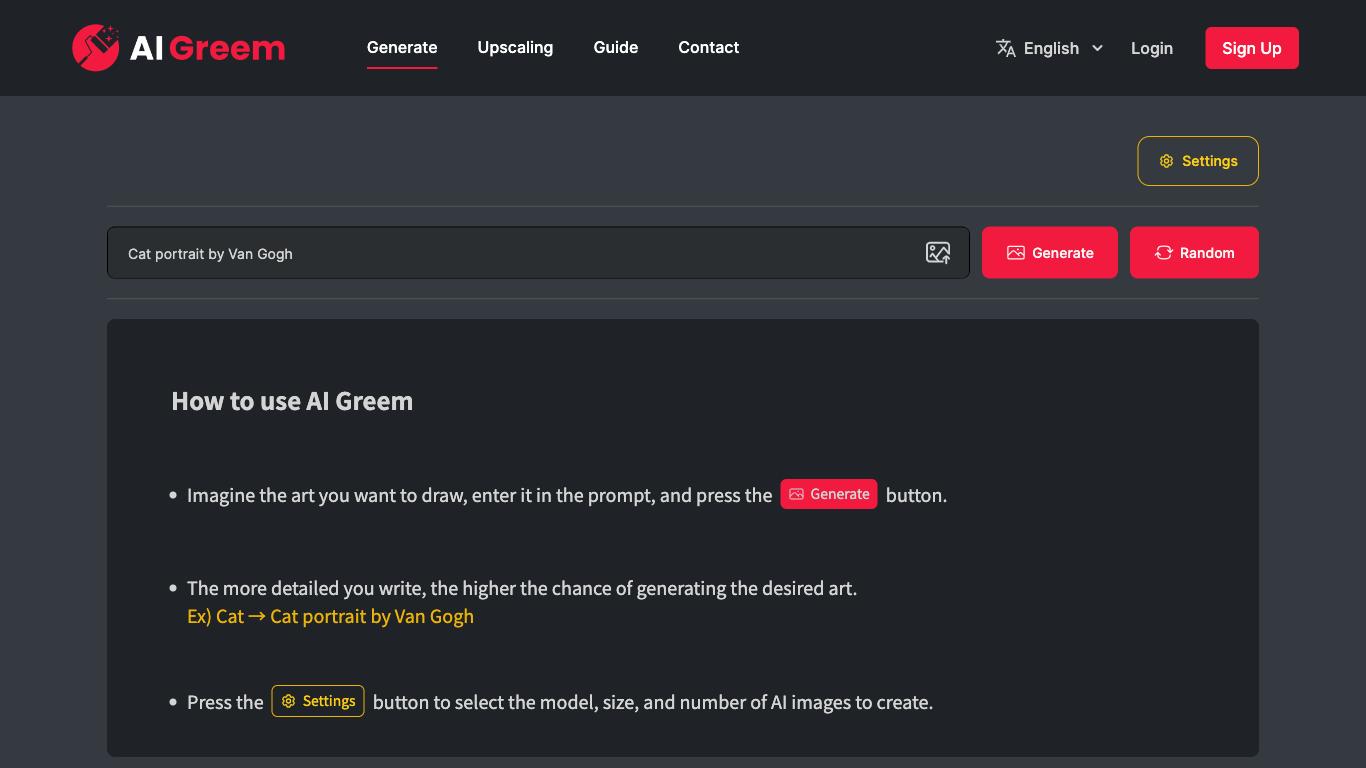 AI Greem
Generate
Upscaling
Guide
Contact
English
Login
Sign Up
Settings
Cat portrait by Van Gogh
Generate
Random
How to use AI Greem
Imagine the art you want to draw, enter it in the prompt, and press the Generate button.
The more detailed you write, the higher the chance of generating the desired art.
Ex) Cat → Cat portrait by Van Gogh
Press the Settings button to select the model, size, and number of AI images to create.